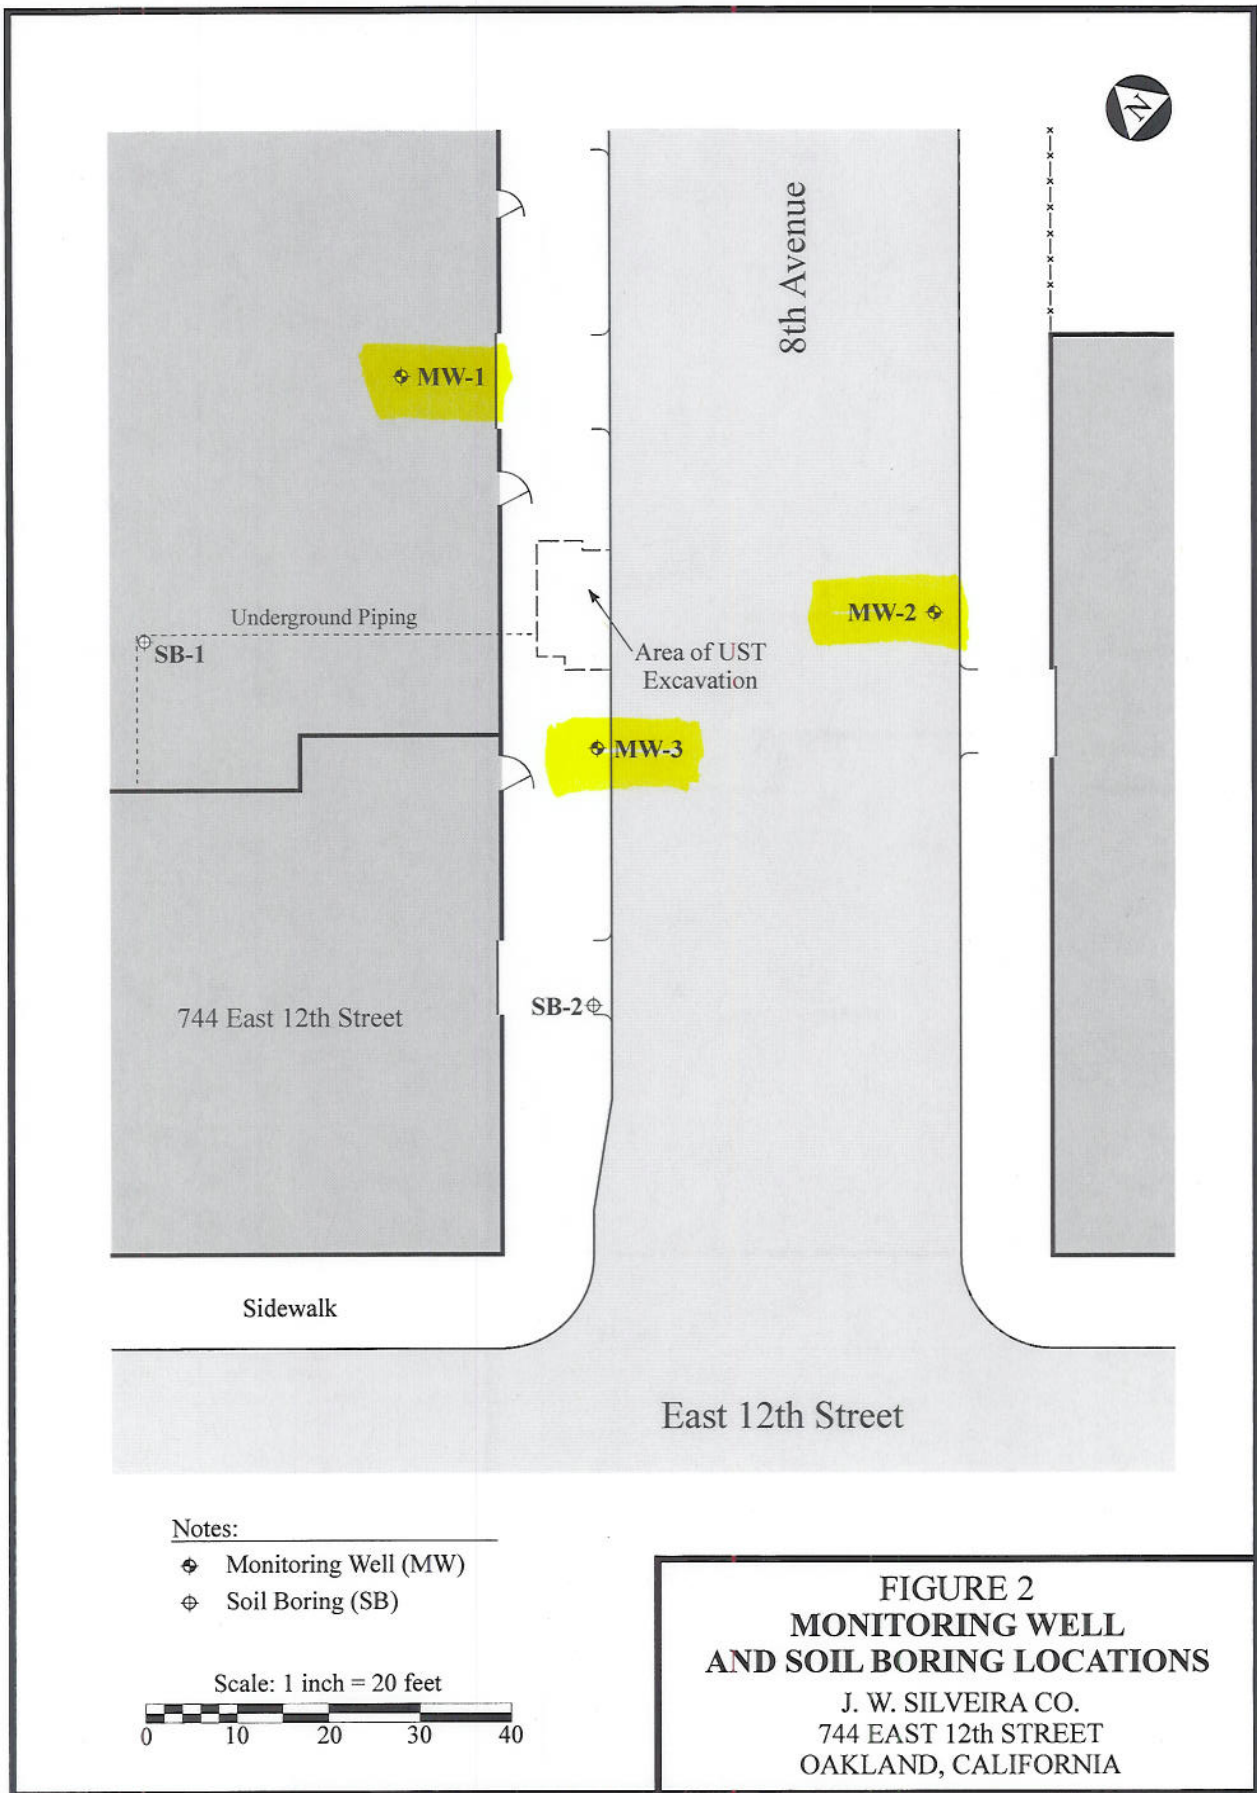 N
8th Avenue
MW-1
MW-2
Underground Piping
SB-1
Area of UST
Excavation
MW-3
SB-2
744 East 12th Street
Sidewalk
East 12th Street
Notes:
Monitoring Well (MW)
Soil Boring (SB)
Scale: 1 inch = 20 feet
0 10 20 30 40
FIGURE 2
MONITORING WELL
AND SOIL BORING LOCATIONS
J. W. SILVEIRA CO.
744 EAST 12th STREET
OAKLAND, CALIFORNIA